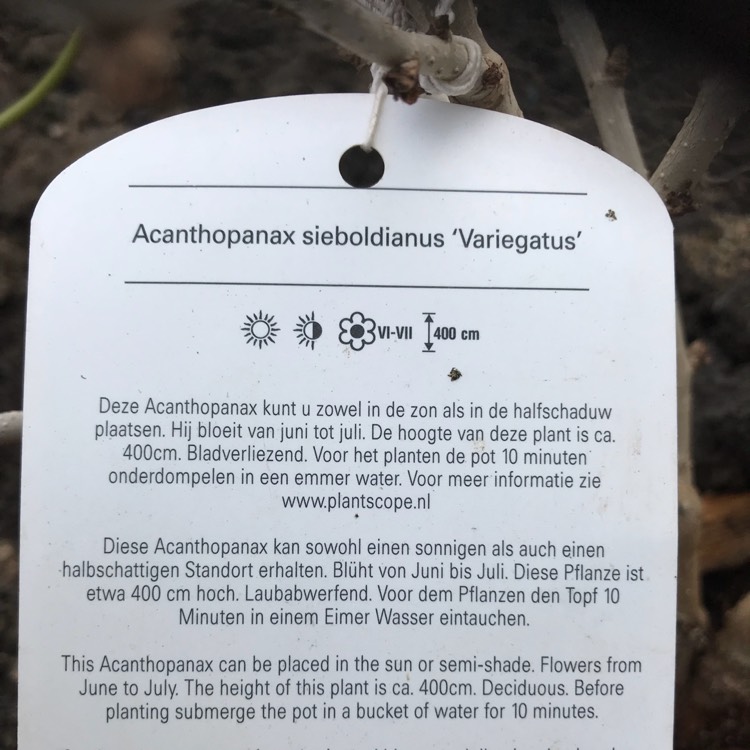 Acanthopanax sieboldianus ‘Variegatus’
VI-VII 400 cm
Deze Acanthopanax kunt u zowel in de zon als in de halfschaduw
plaatsen. Hij bloeit van juni tot juli. De hoogte van deze plant is ca.
400cm. Bladverliezend. Voor het planten de pot 10 minuten
onderdompelen in een emmer water. Voor meer informatie zie
www.plantscope.nl
Diese Acanthopanax kan sowohl einen sonnigen als auch einen
halbschattigen Standort erhalten. Blüht von Juni bis Juli. Diese Pflanze ist
etwa 400 cm hoch. Laubabwerfend. Vor dem Pflanzen den Topf 10
Minuten in einem Eimer Wasser eintauchen.
This Acanthopanax can be placed in the sun or semi-shade. Flowers from
June to July. The height of this plant is ca. 400cm. Deciduous. Before
planting submerge the pot in a bucket of water for 10 minutes.